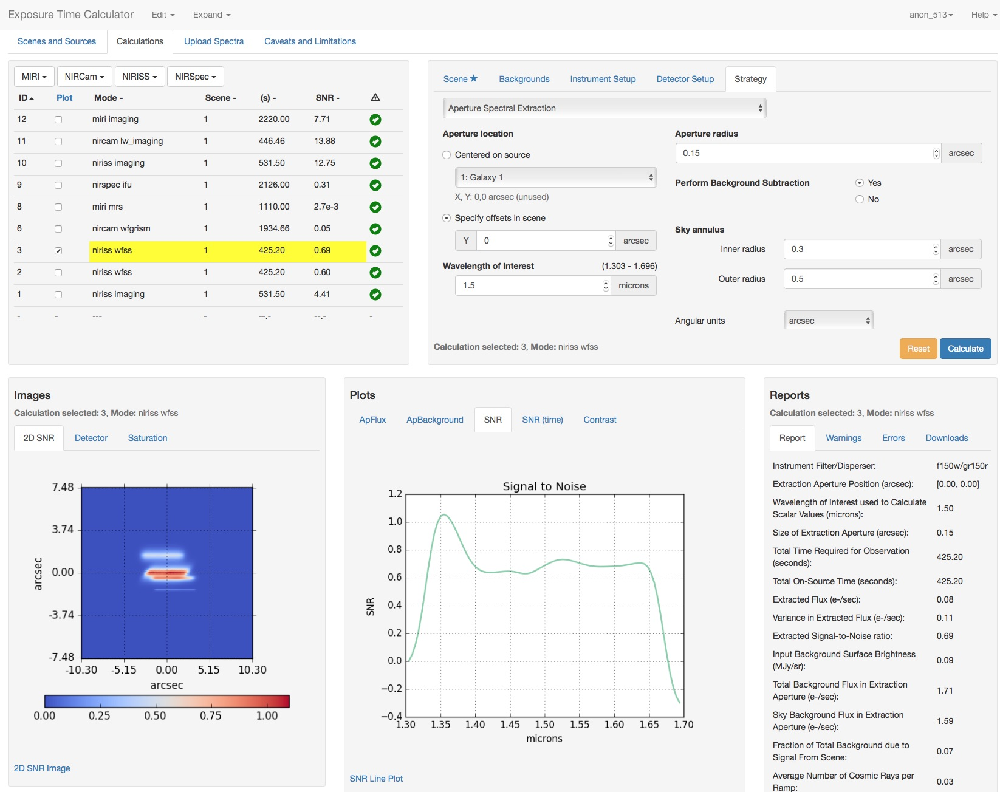 Exposure Time Calculator Edit Expand anon_513 Help
Scenes and Sources Calculations Upload Spectra Caveats and Limitations
MIRI NIRCam NIRISS NIRSpec
ID Plot Mode - Scene - (s) - SNR -
12 miri imaging 1 2220.00 7.71
11 nircam lw_imaging 1 446.46 13.88
10 niriss imaging 1 531.50 12.75
9 nirspec ifu 1 2126.00 0.31
8 miri mrs 1 1110.00 2.7e-3
6 nircam wfgrism 1 1934.66 0.05
3 niriss wfss 1 425.20 0.69
2 niriss wfss 1 425.20 0.60
1 niriss imaging 1 531.50 4.41
- - --- - --.- --.- -
Scene Backgrounds Instrument Setup Detector Setup Strategy
Aperture Spectral Extraction
Aperture location
Centered on source
1: Galaxy 1
X, Y: 0,0 arcsec (unused)
Specify offsets in scene
Y 0 arcsec
Wavelength of Interest (1.303 - 1.696)
1.5 microns
Aperture radius
0.15 arcsec
Perform Background Subtraction Yes
No
Sky annulus
Inner radius 0.3 arcsec
Outer radius 0.5 arcsec
Angular units arcsec
Calculation selected: 3, Mode: niriss wfss Reset Calculate
Images
Calculation selected: 3, Mode: niriss wfss
2D SNR Detector Saturation
7.48
3.74
0.00
-3.74
-7.48
arcsec
-10.30 -5.15 0.00 5.15 10.30
arcsec
0.00 0.25 0.50 0.75 1.00
2D SNR Image
Plots
ApFlux ApBackground SNR SNR (time) Contrast
Signal to Noise
1.2
1.0
0.8
0.6
0.4
0.2
0.0
−0.2
−0.4
SNR
1.30 1.35 1.40 1.45 1.50 1.55 1.60 1.65 1.70
microns
SNR Line Plot
Reports
Calculation selected: 3, Mode: niriss wfss
Report Warnings Errors Downloads
Instrument Filter/Disperser: f150w/gr150r
Extraction Aperture Position (arcsec): [0.00, 0.00]
Wavelength of Interest used to Calculate
Scalar Values (microns): 1.50
Size of Extraction Aperture (arcsec): 0.15
Total Time Required for Observation
(seconds): 425.20
Total On-Source Time (seconds): 425.20
Extracted Flux (e-/sec): 0.08
Variance in Extracted Flux (e-/sec): 0.11
Extracted Signal-to-Noise ratio: 0.69
Input Background Surface Brightness
(MJy/sr): 0.09
Total Background Flux in Extraction
Aperture (e-/sec): 1.71
Sky Background Flux in Extraction
Aperture (e-/sec): 1.59
Fraction of Total Background due to
Signal From Scene: 0.07
Average Number of Cosmic Rays per
Ramp: 0.03